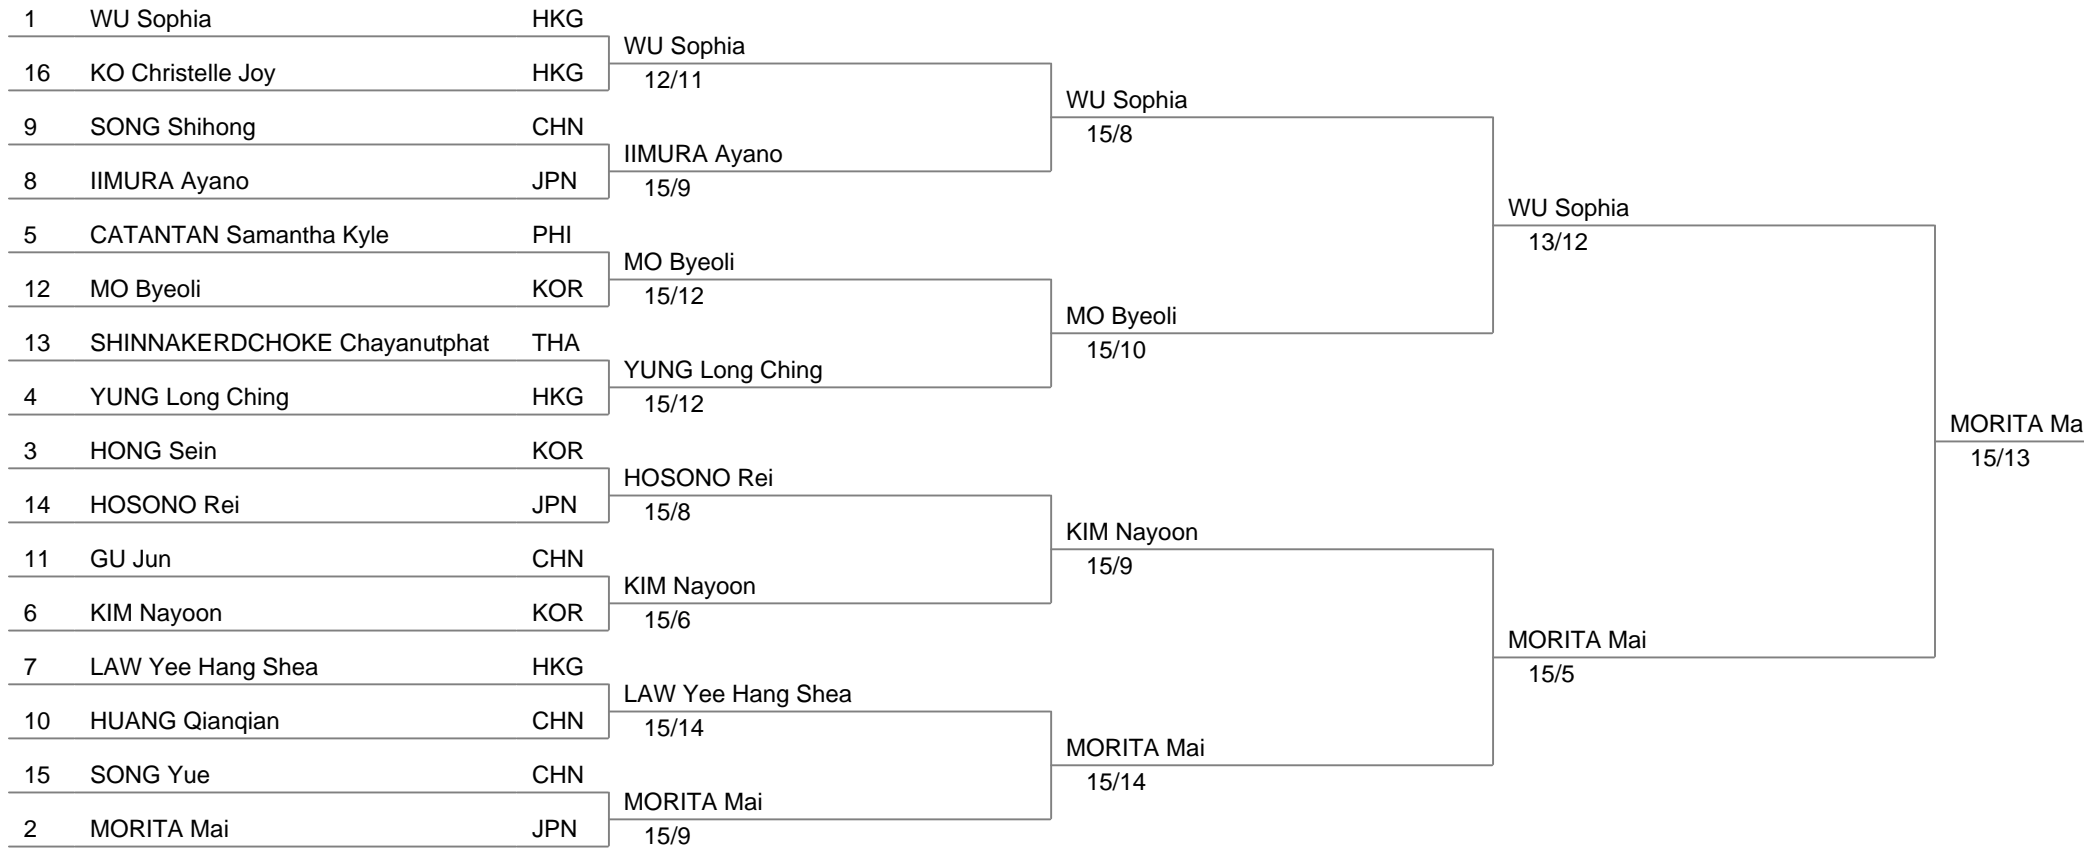 1 WU Sophia HKG
16 KO Christelle Joy HKG
9 SONG Shihong CHN
8 IIMURA Ayano JPN
5 CATANTAN Samantha Kyle PHI
12 MO Byeoli KOR
13 SHINNAKERDCHOKE Chayanutphat THA
4 YUNG Long Ching HKG
3 HONG Sein KOR
14 HOSONO Rei JPN
11 GU Jun CHN
6 KIM Nayoon KOR
7 LAW Yee Hang Shea HKG
10 HUANG Qianqian CHN
15 SONG Yue CHN
2 MORITA Mai JPN
WU Sophia
12/11
IIMURA Ayano
15/9
MO Byeoli
15/12
YUNG Long Ching
15/12
HOSONO Rei
15/8
KIM Nayoon
15/6
LAW Yee Hang Shea
15/14
MORITA Mai
15/9
WU Sophia
15/8
MO Byeoli
15/10
KIM Nayoon
15/9
MORITA Mai
15/14
WU Sophia
13/12
MORITA Mai
15/5
MORITA Ma
15/13